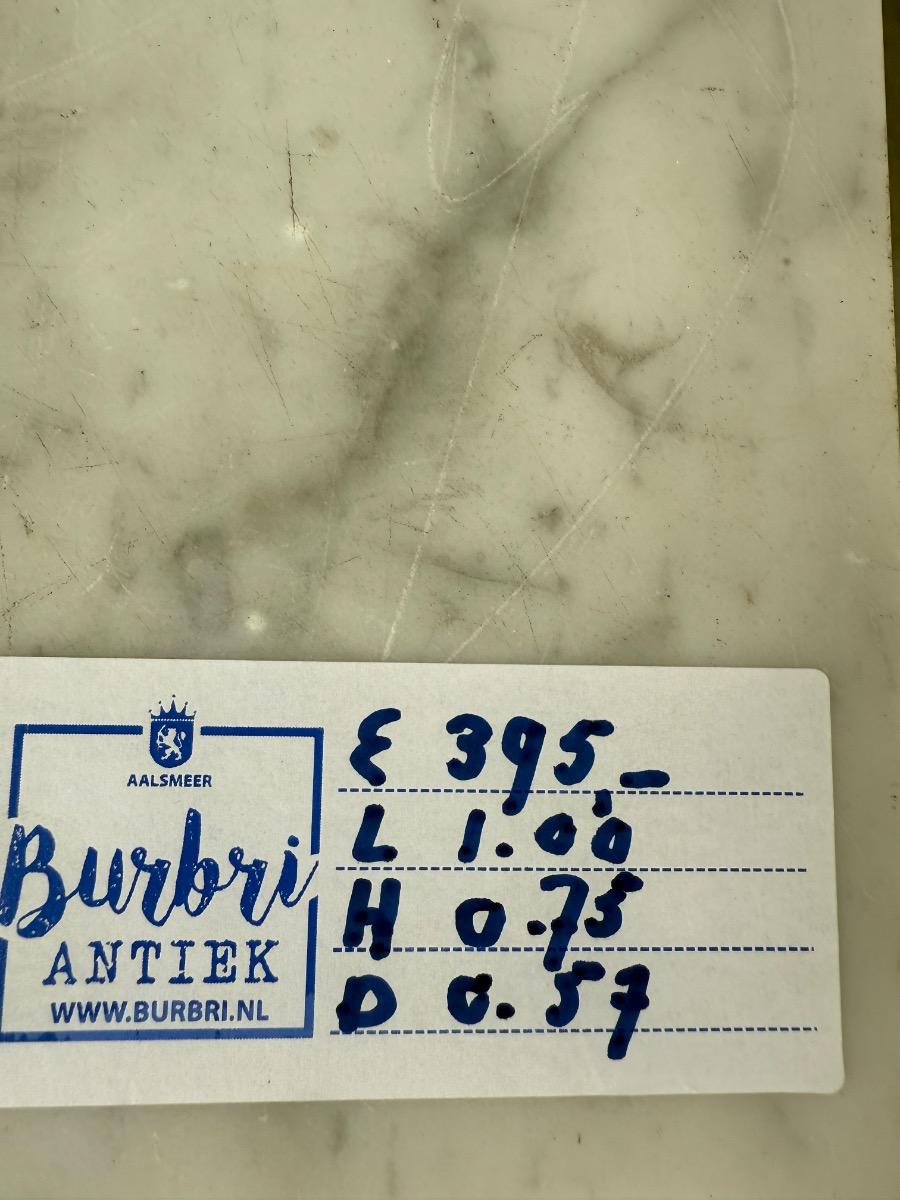 AALSMEER
Burbri
ANTIEK
WWW.BURBRI.NL
€ 395,-
L 1.00
H 0.75
D 0.57